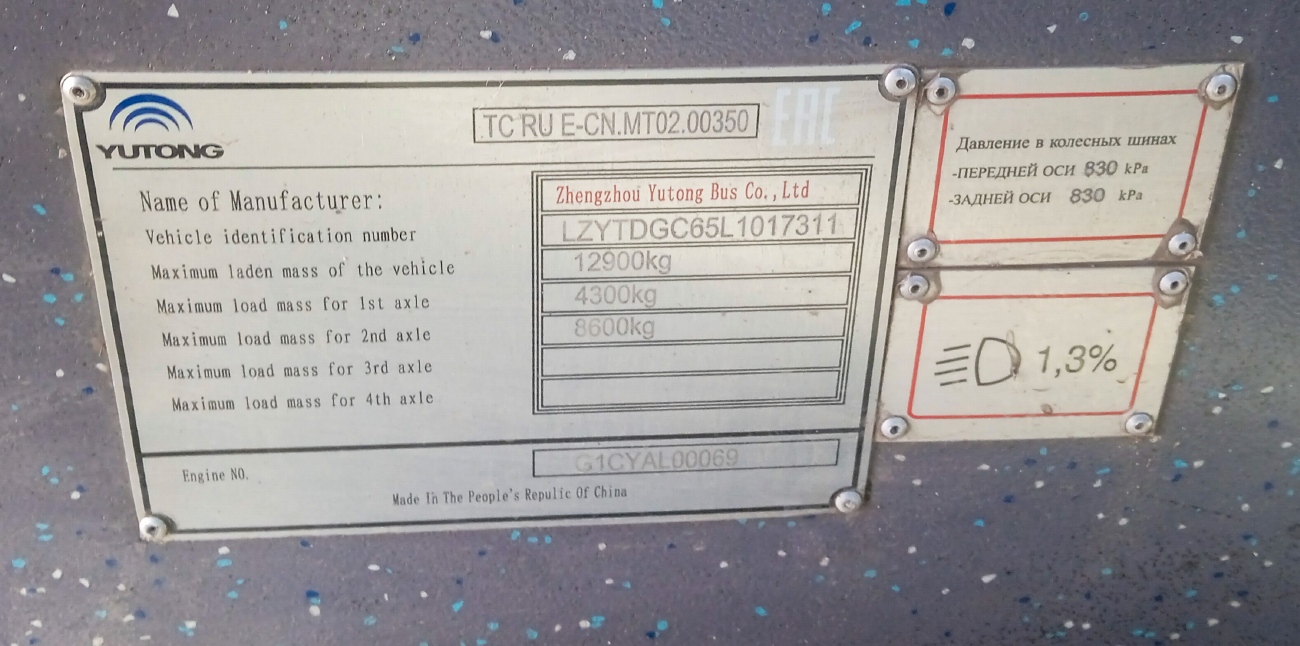 YUTONG
TC RU E-CN.MT02.00350
EAC
Name of Manufacturer: Zhengzhou Yutong Bus Co., Ltd
Vehicle identification number LZYTDGC65L1017311
Maximum laden mass of the vehicle 12900kg
Maximum load mass for 1st axle 4300kg
Maximum load mass for 2nd axle 8600kg
Maximum load mass for 3rd axle
Maximum load mass for 4th axle
Engine NO. G1CYAL00069
Made In The People's Repulic Of China
Давление в колесных шинах
-ПЕРЕДНЕЙ ОСИ 830 kPa
-ЗАДНЕЙ ОСИ 830 kPa
1,3%